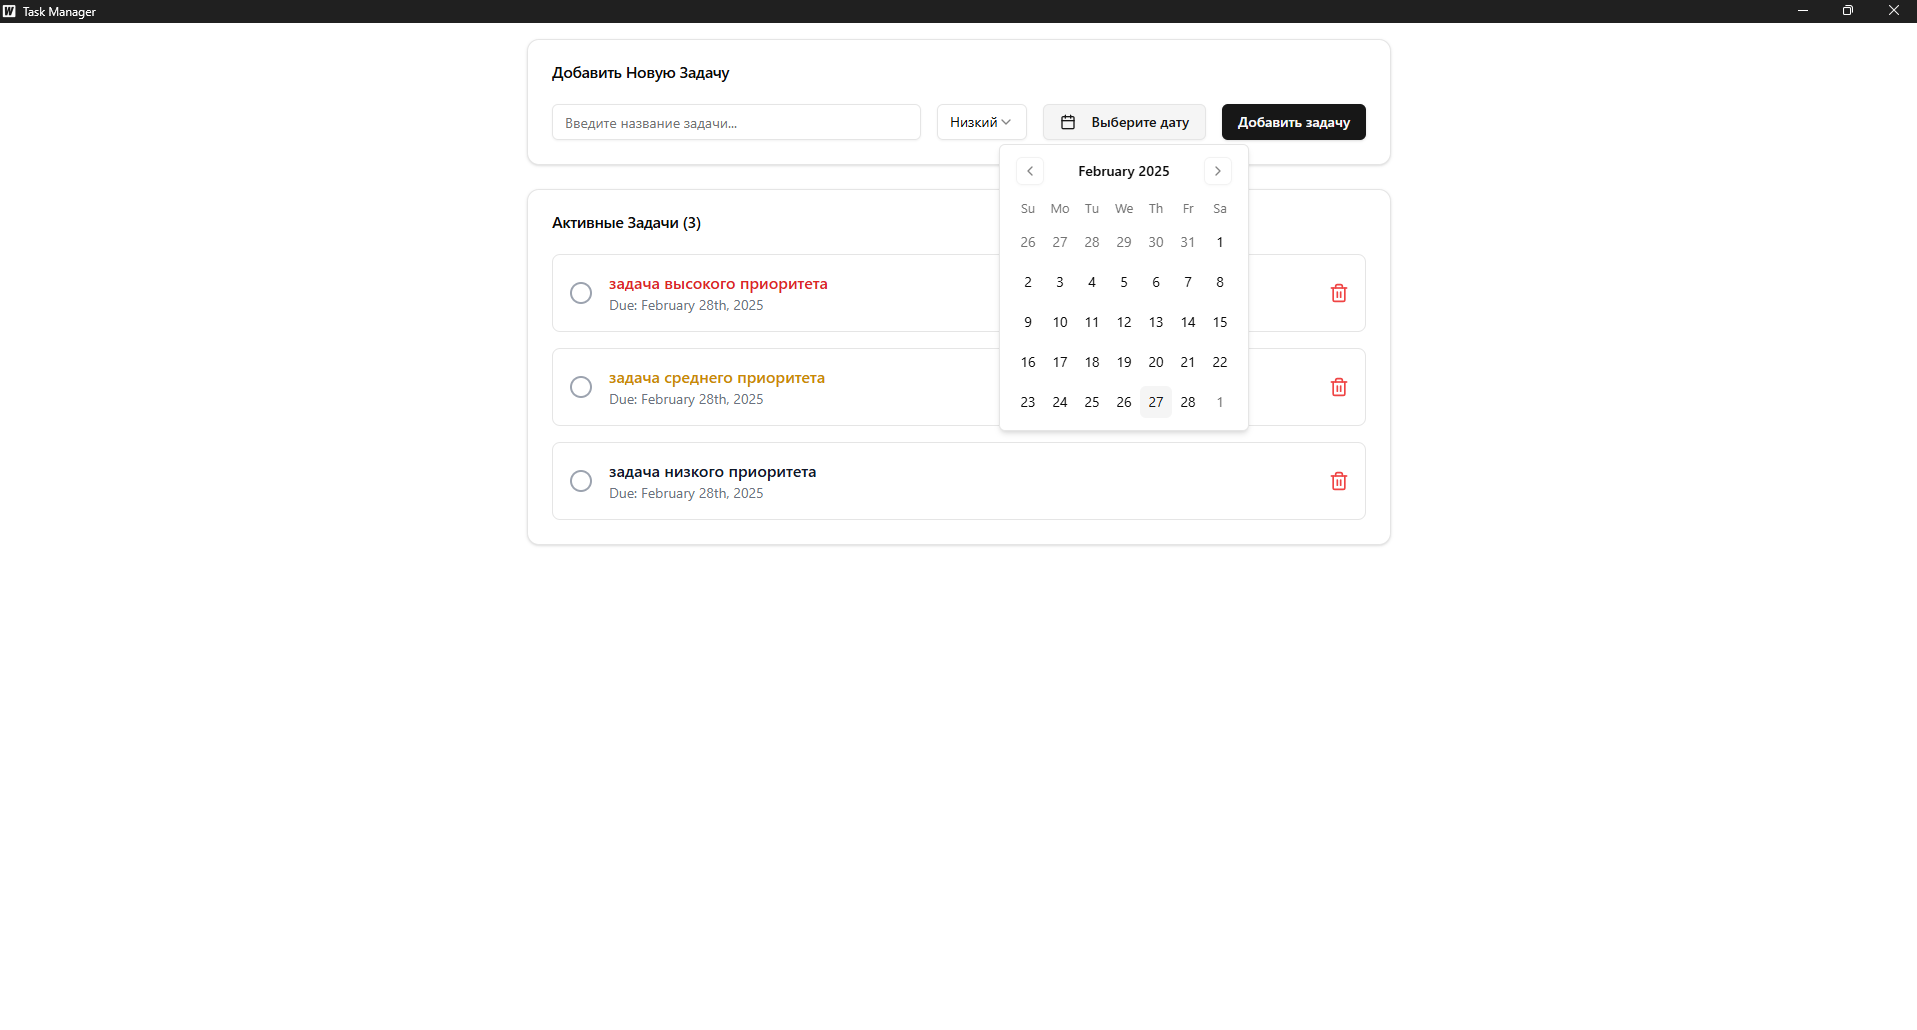 Task Manager
Добавить Новую Задачу
Введите название задачи...
Низкий
Выберите дату
Добавить задачу
February 2025
Su Mo Tu We Th Fr Sa
26 27 28 29 30 31 1
2 3 4 5 6 7 8
9 10 11 12 13 14 15
16 17 18 19 20 21 22
23 24 25 26 27 28 1
Активные Задачи (3)
задача высокого приоритета
Due: February 28th, 2025
задача среднего приоритета
Due: February 28th, 2025
задача низкого приоритета
Due: February 28th, 2025